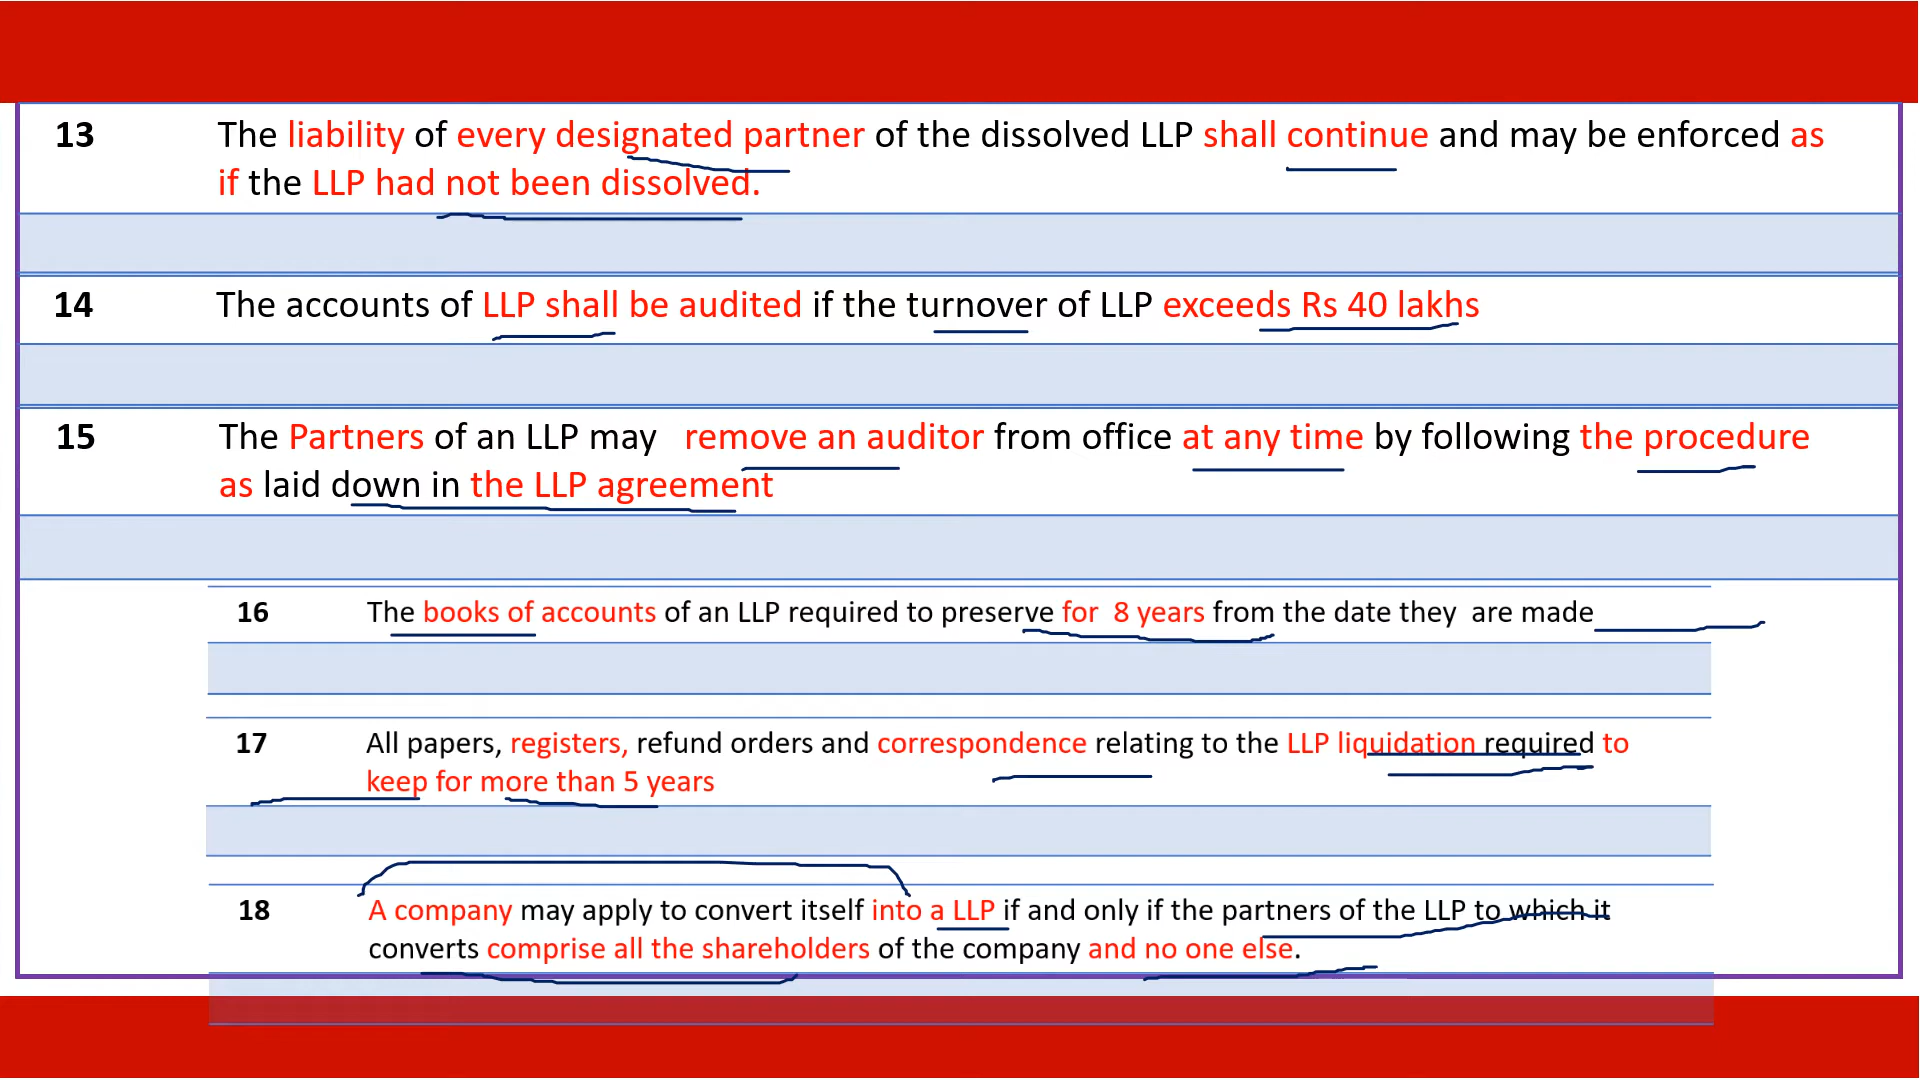 13 The liability of every designated partner of the dissolved LLP shall continue and may be enforced as
if the LLP had not been dissolved.
14 The accounts of LLP shall be audited if the turnover of LLP exceeds Rs 40 lakhs
15 The Partners of an LLP may remove an auditor from office at any time by following the procedure
as laid down in the LLP agreement
16 The books of accounts of an LLP required to preserve for 8 years from the date they are made
17 All papers, registers, refund orders and correspondence relating to the LLP liquidation required to
keep for more than 5 years
18 A company may apply to convert itself into a LLP if and only if the partners of the LLP to which it
converts comprise all the shareholders of the company and no one else.